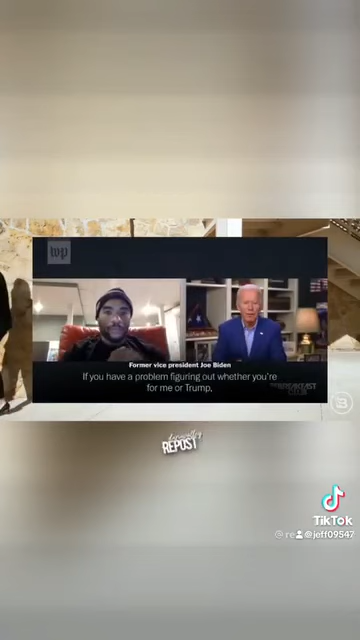 wp
Former vice president Joe Biden
If you have a problem figuring out whether you're
for me or Trump,
THE BREAKFAST
CLUB
REPOST
TikTok
@jeff09547